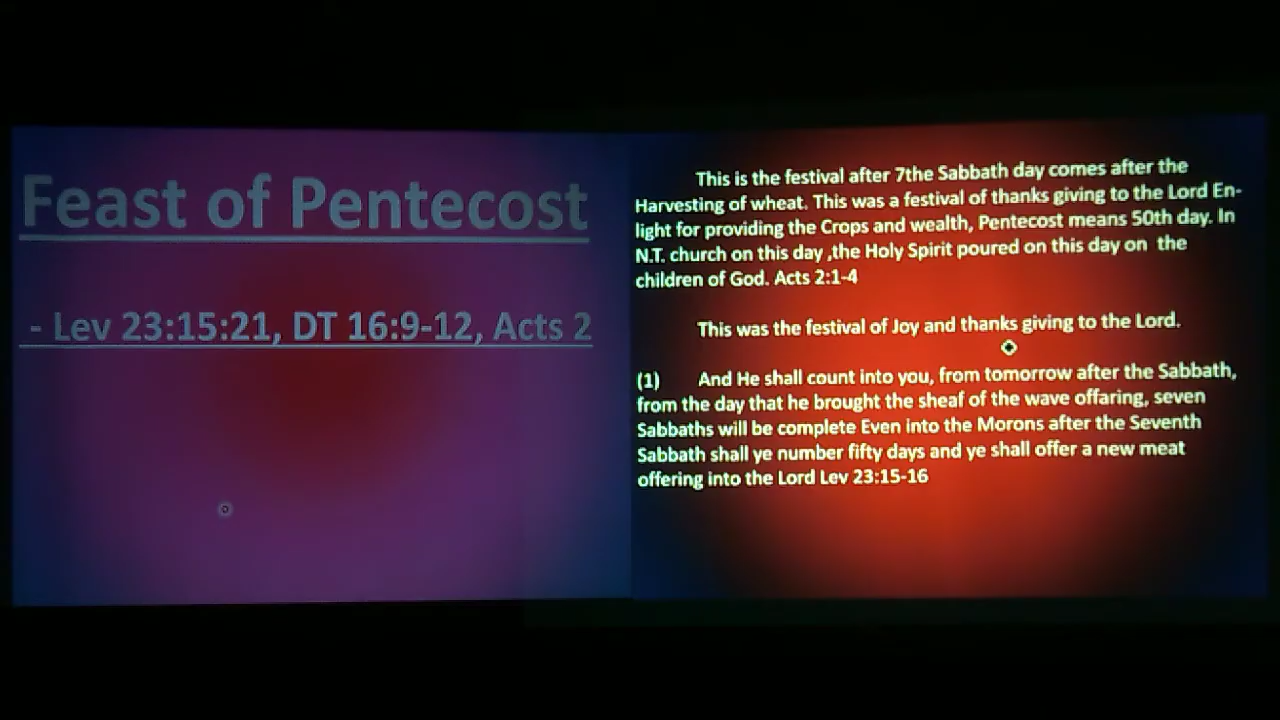 Feast of Pentecost
- Lev 23:15:21, DT 16:9-12, Acts 2
This is the festival after 7the Sabbath day comes after the
Harvesting of wheat. This was a festival of thanks giving to the Lord En-
light for providing the Crops and wealth, Pentecost means 50th day. In
N.T. church on this day ,the Holy Spirit poured on this day on the
children of God. Acts 2:1-4
This was the festival of Joy and thanks giving to the Lord.
(1) And He shall count into you, from tomorrow after the Sabbath,
from the day that he brought the sheaf of the wave offaring, seven
Sabbaths will be complete Even into the Morons after the Seventh
Sabbath shall ye number fifty days and ye shall offer a new meat
offering into the Lord Lev 23:15-16